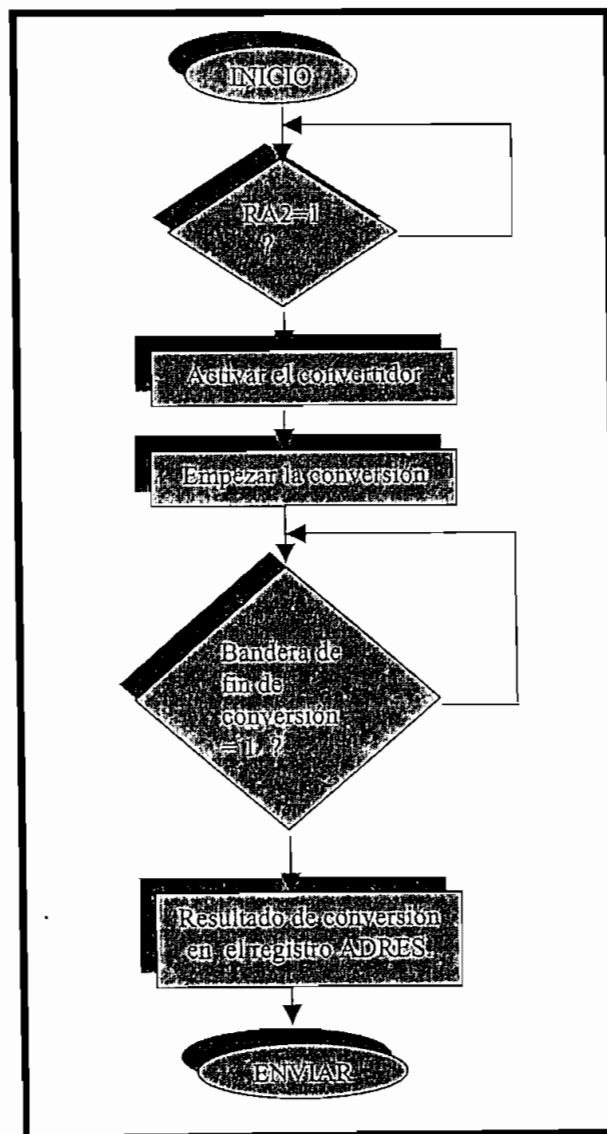 INICIO
RA2=1
?
Activar el convertidor
Empezar la conversión
Bandera de
fin de
conversión
=1 ?
Resultado de conversión
en el registro ADRES.
ENVIAR